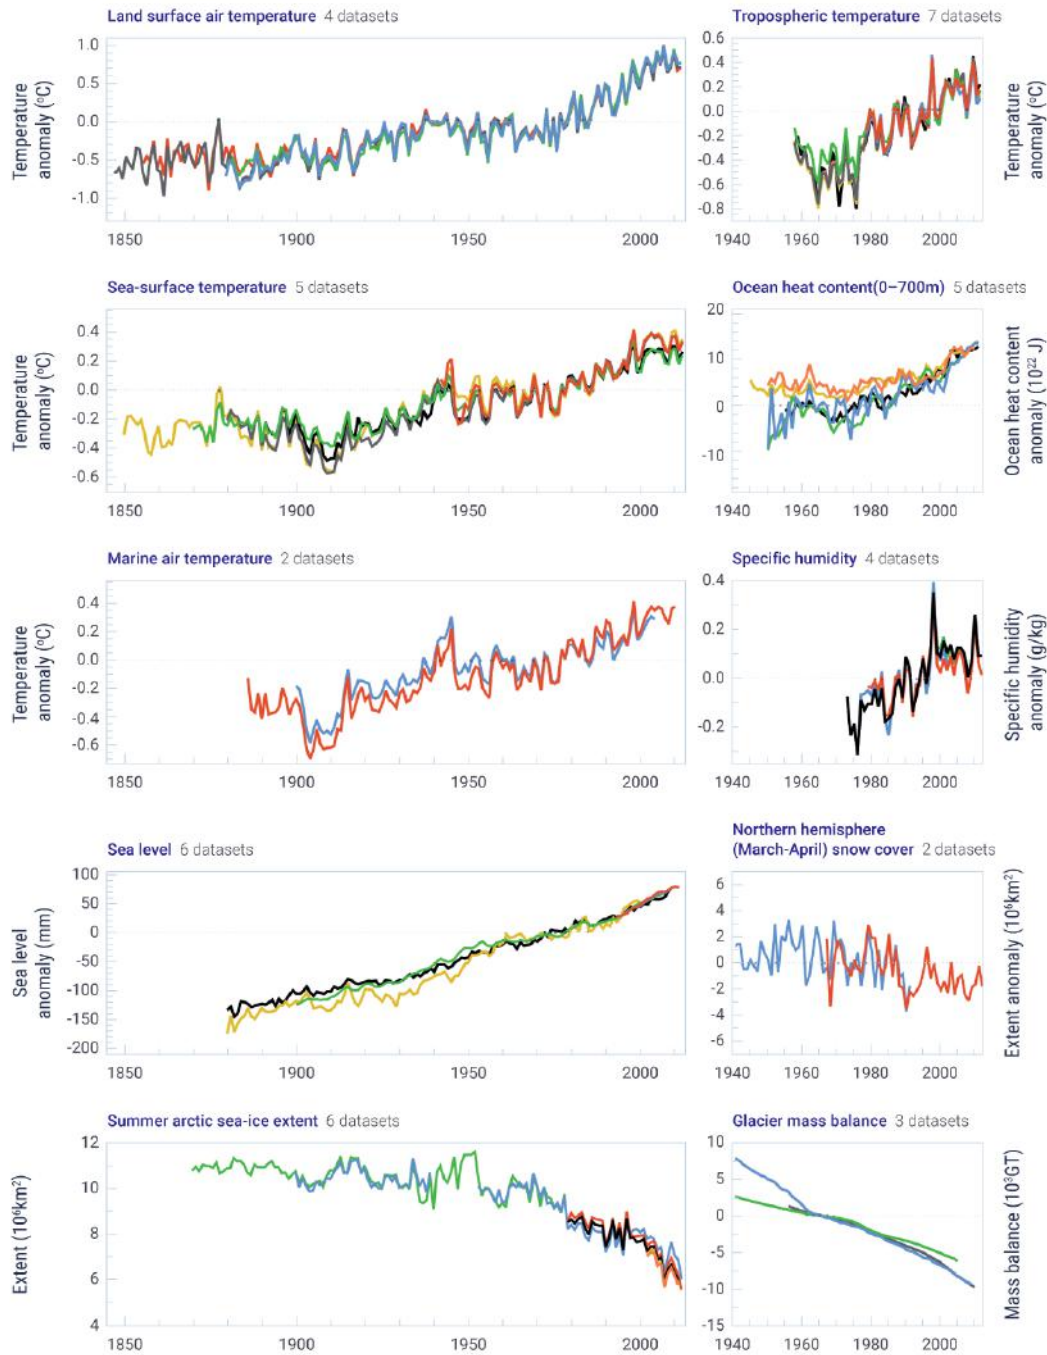 Land surface air temperature 4 datasets
Temperature
anomaly (ºC)
1.0
0.5
0.0
-0.5
-1.0
1850 1900 1950 2000
Tropospheric temperature 7 datasets
0.6
0.4
0.2
0.0
-0.2
-0.4
-0.6
-0.8
Temperature
anomaly (ºC)
1940 1960 1980 2000
Sea-surface temperature 5 datasets
Temperature
anomaly (ºC)
0.4
0.2
0.0
-0.2
-0.4
-0.6
1850 1900 1950 2000
Ocean heat content(0–700m) 5 datasets
20
10
0
-10
Ocean heat content
anomaly (10²² J)
1940 1960 1980 2000
Marine air temperature 2 datasets
Temperature
anomaly (ºC)
0.4
0.2
0.0
-0.2
-0.4
-0.6
1850 1900 1950 2000
Specific humidity 4 datasets
0.4
0.2
0.0
-0.2
Specific humidity
anomaly (g/kg)
1940 1960 1980 2000
Sea level 6 datasets
Sea level
anomaly (mm)
100
50
0
-50
-100
-150
-200
1850 1900 1950 2000
Northern hemisphere
(March-April) snow cover 2 datasets
6
4
2
0
-2
-4
-6
Extent anomaly (10⁶km²)
1940 1960 1980 2000
Summer arctic sea-ice extent 6 datasets
Extent (10⁶km²)
12
10
8
6
4
1850 1900 1950 2000
Glacier mass balance 3 datasets
10
5
0
-5
-10
-15
Mass balance (10³GT)
1940 1960 1980 2000